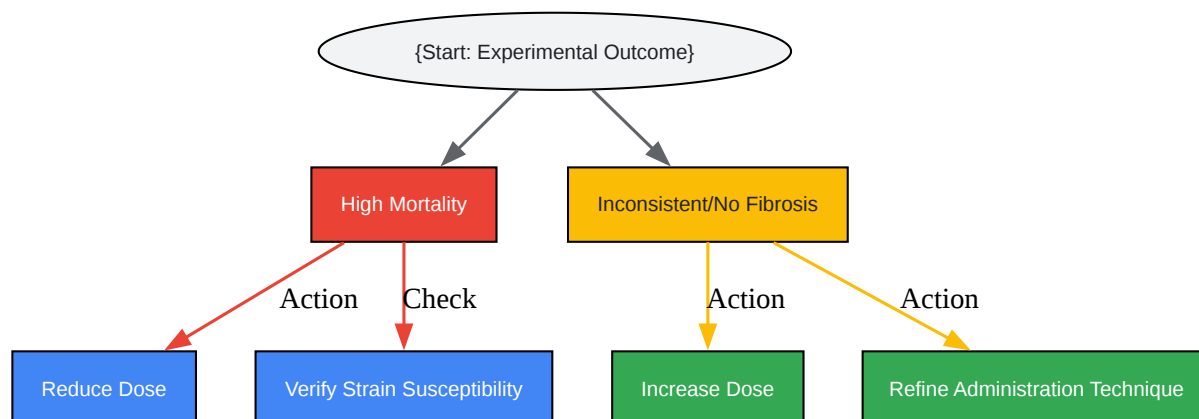 {Start: Experimental Outcome}
High Mortality
Inconsistent/No Fibrosis
Action
Check
Action
Action
Reduce Dose
Verify Strain Susceptibility
Increase Dose
Refine Administration Technique